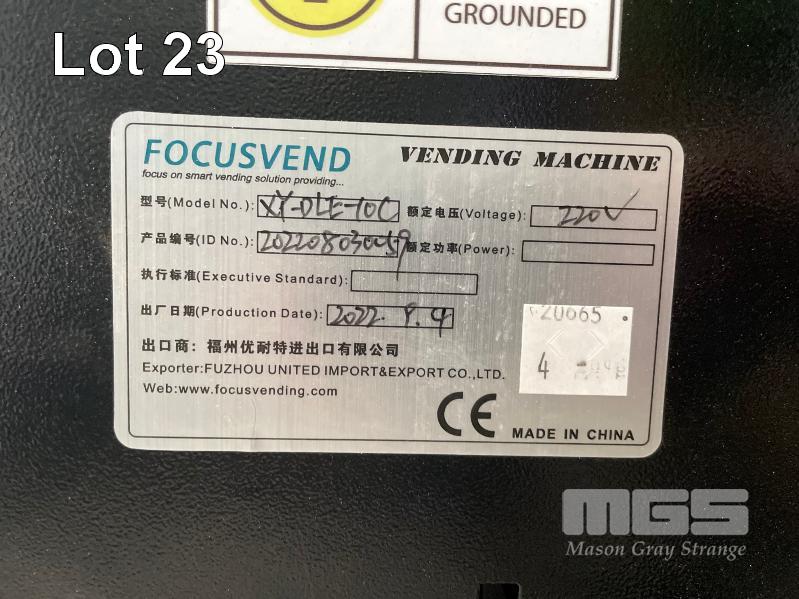 Lot 23
GROUNDED
FOCUSVEND
focus on smart vending solution providing...
VENDING MACHINE
型号(Model No.): XY-DLE-10C
额定电压(Voltage): 220V
产品编号(ID No.): 202208030059
额定功率(Power):
执行标准(Executive Standard):
出厂日期(Production Date): 2022. 9. 4
20665
4
出口商：福州优耐特进出口有限公司
Exporter:FUZHOU UNITED IMPORT&EXPORT CO.,LTD.
Web:www.focusvending.com
CE
MADE IN CHINA
MGS
Mason Gray Strange